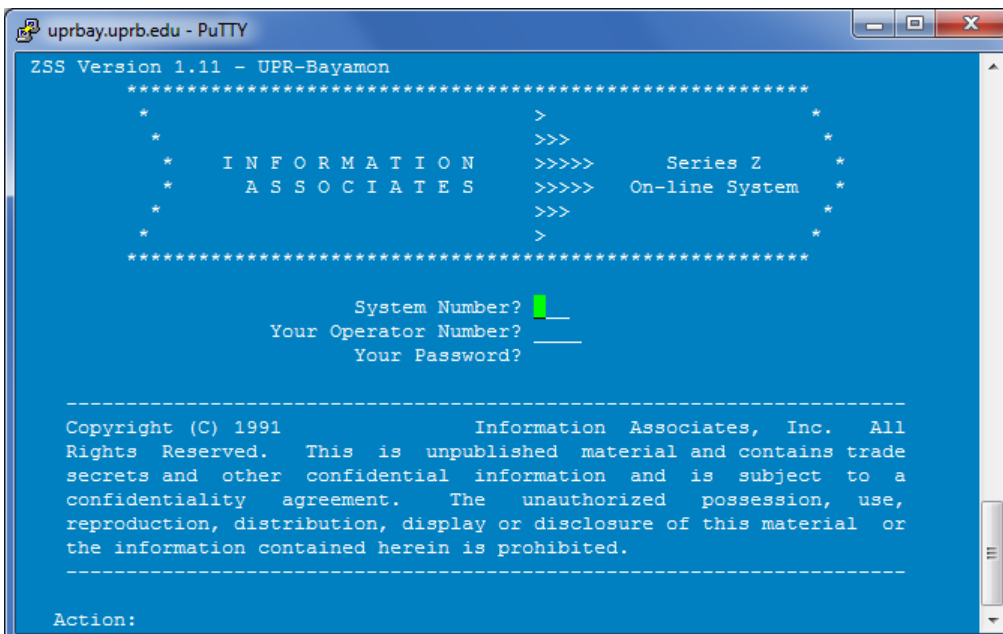 uprbay.uprb.edu - PuTTY
ZSS Version 1.11 - UPR-Bayamon
*********************************************************
* > *
* >>> *
* I N F O R M A T I O N >>>>> Series Z *
* A S S O C I A T E S >>>>> On-line System *
* >>> *
* > *
*********************************************************
System Number? ___
Your Operator Number? ____
Your Password?
----------------------------------------------------------------------
Copyright (C) 1991 Information Associates, Inc. All
Rights Reserved. This is unpublished material and contains trade
secrets and other confidential information and is subject to a
confidentiality agreement. The unauthorized possession, use,
reproduction, distribution, display or disclosure of this material or
the information contained herein is prohibited.
----------------------------------------------------------------------
Action: